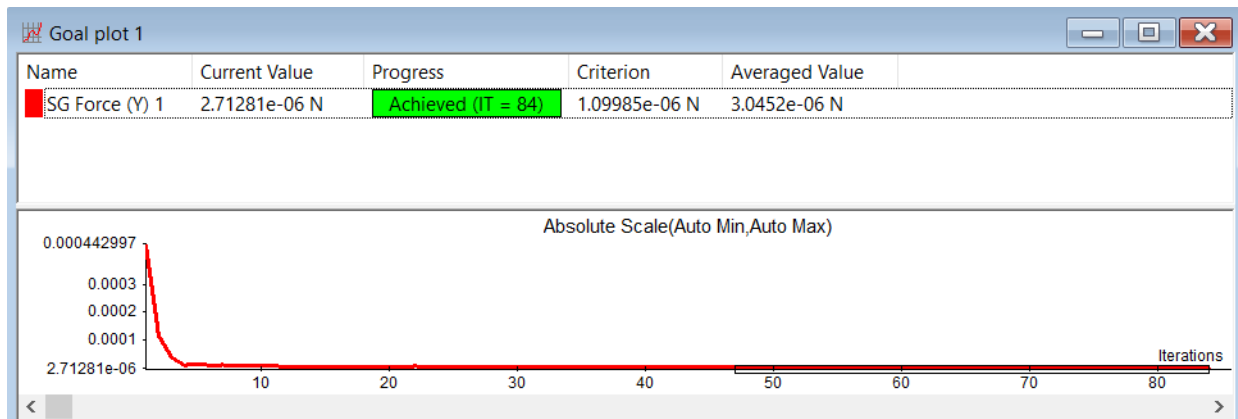 Goal plot 1
Name Current Value Progress Criterion Averaged Value
SG Force (Y) 1 2.71281e-06 N Achieved (IT = 84) 1.09985e-06 N 3.0452e-06 N
Absolute Scale(Auto Min,Auto Max)
0.000442997
0.0003
0.0002
0.0001
2.71281e-06
Iterations
10 20 30 40 50 60 70 80